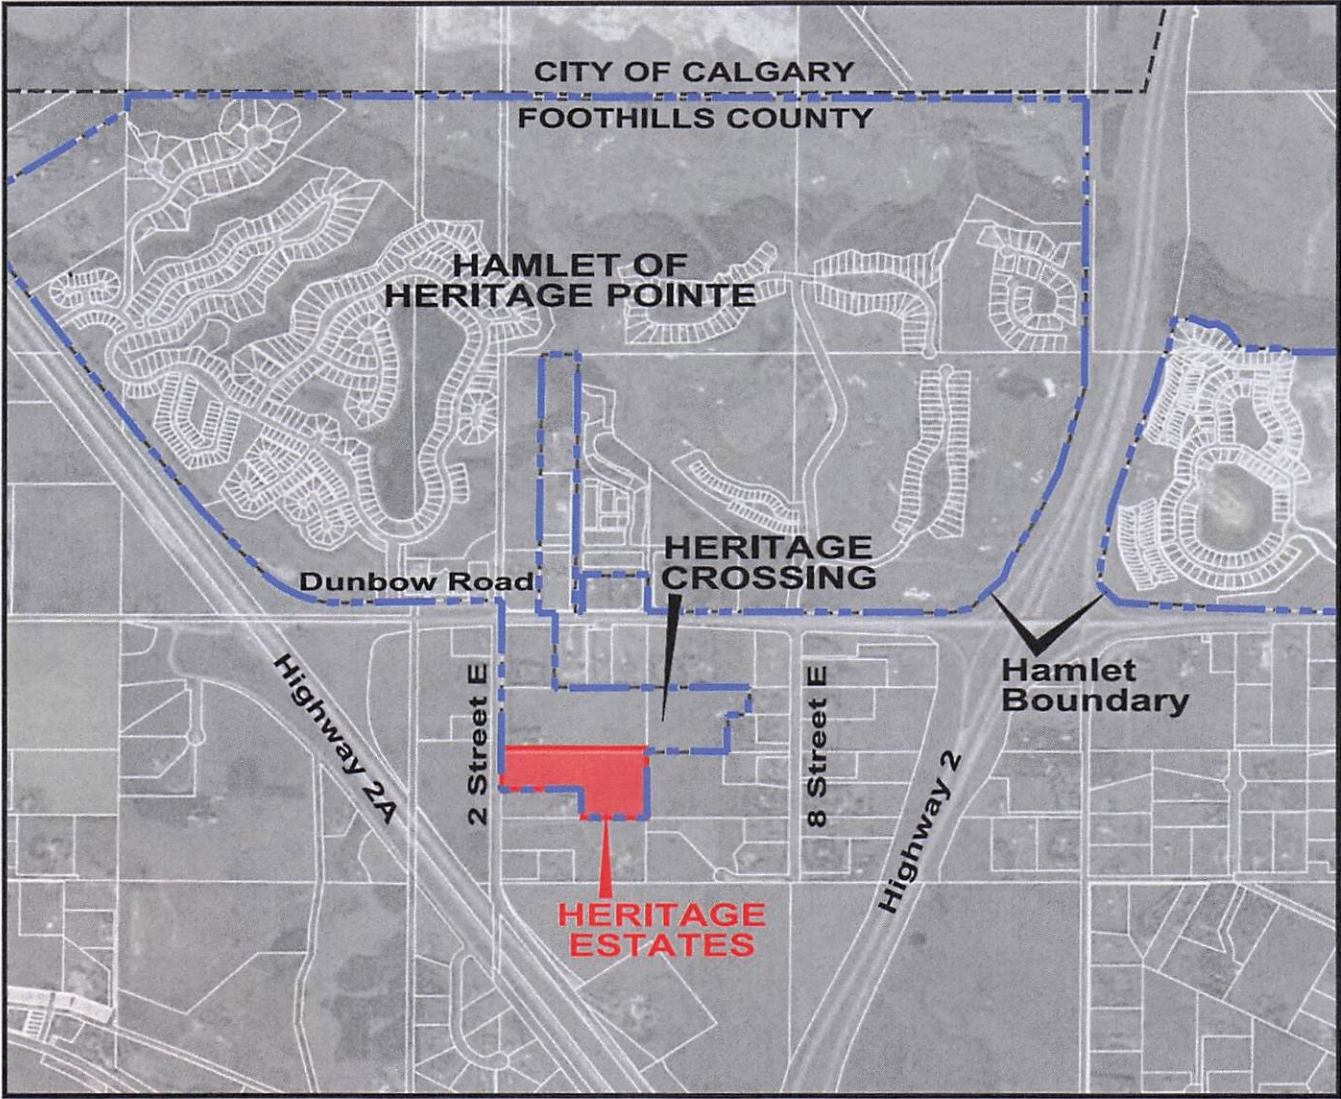 CITY OF CALGARY
FOOTHILLS COUNTY
HAMLET OF
HERITAGE POINTE
HERITAGE
CROSSING
Dunbow Road
Hamlet
Boundary
Highway 2A
2 Street E
8 Street E
Highway 2
HERITAGE
ESTATES